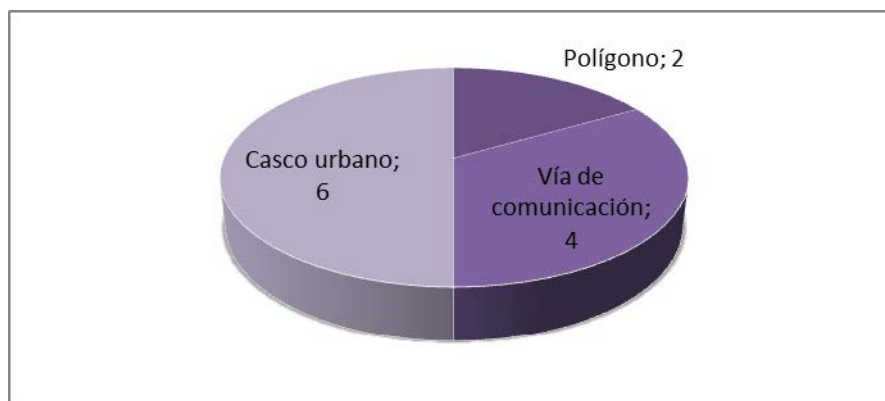 Polígono; 2
Casco urbano;
6
Vía de
comunicación;
4